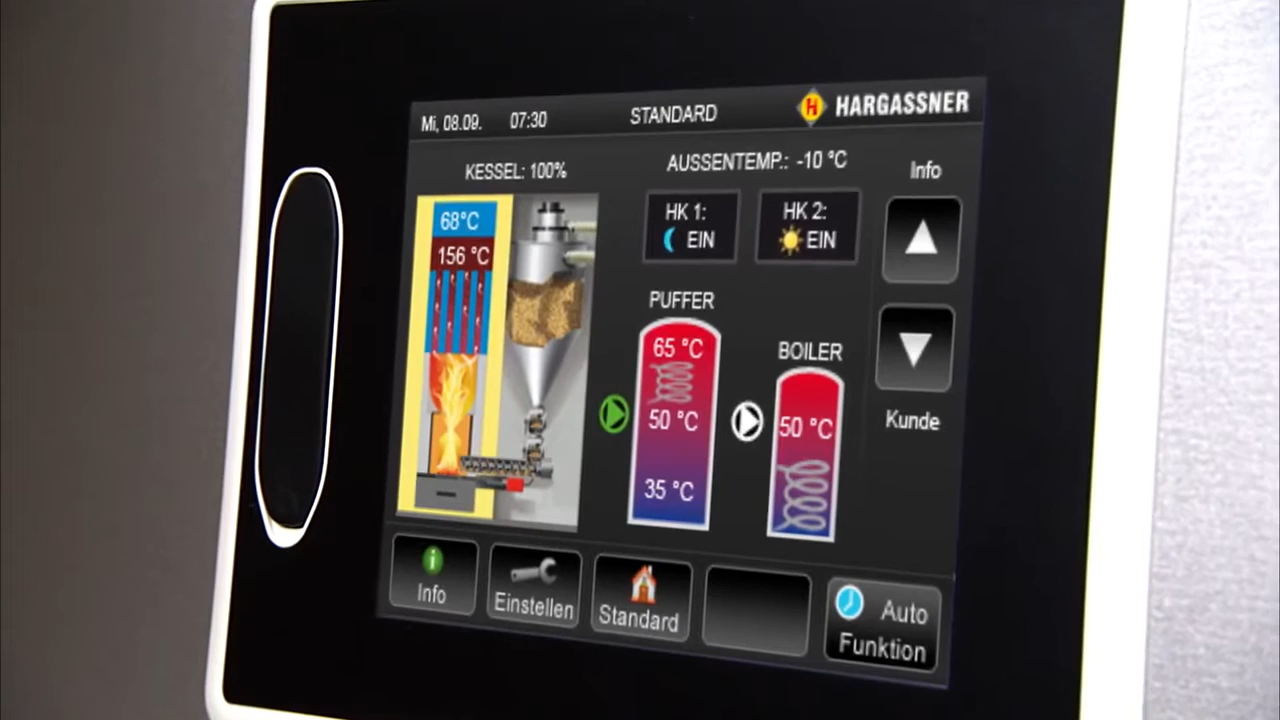 Mi, 08.09. 07:30 STANDARD H HARGASSNER
KESSEL: 100% AUSSENTEMP.: -10 °C Info
68°C
156 °C
HK 1:
EIN
HK 2:
EIN
PUFFER
65 °C
50 °C
35 °C
BOILER
50 °C
Kunde
Info
Einstellen
Standard
Auto
Funktion